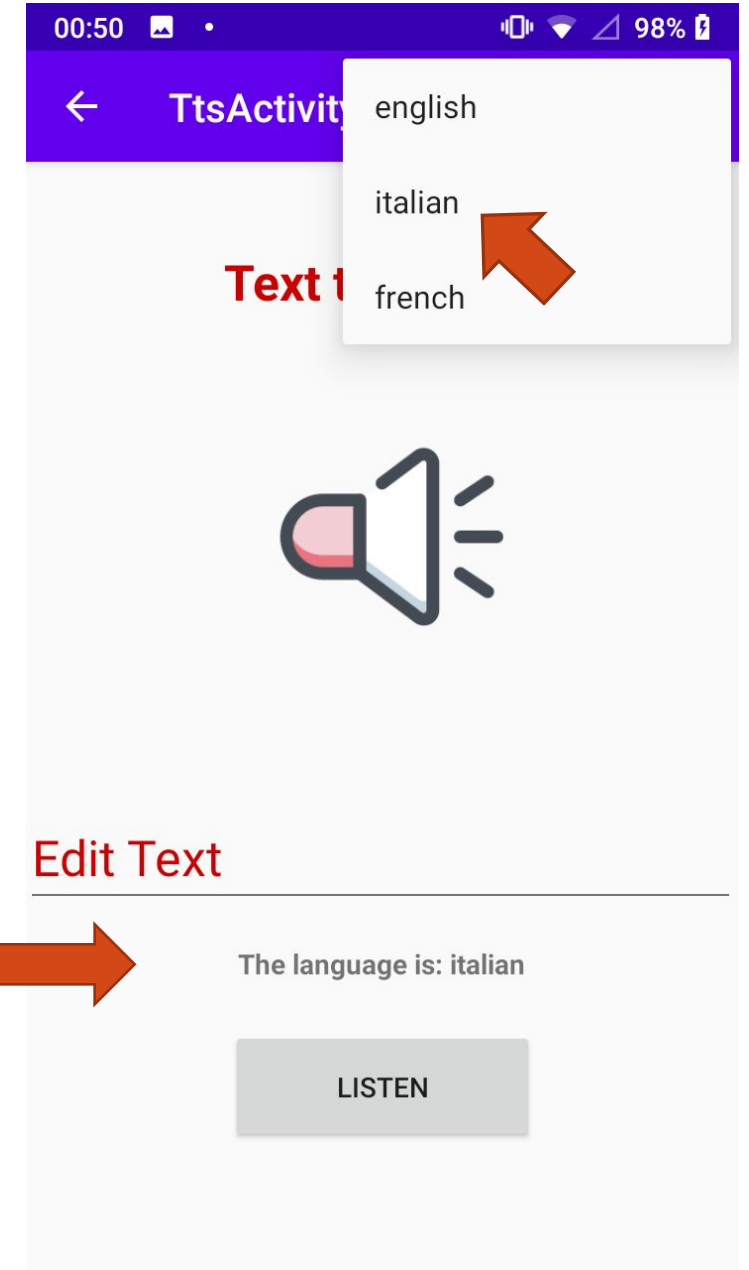 00:50 98%
TtsActivity
english
italian
french
Text t
Edit Text
The language is: italian
LISTEN